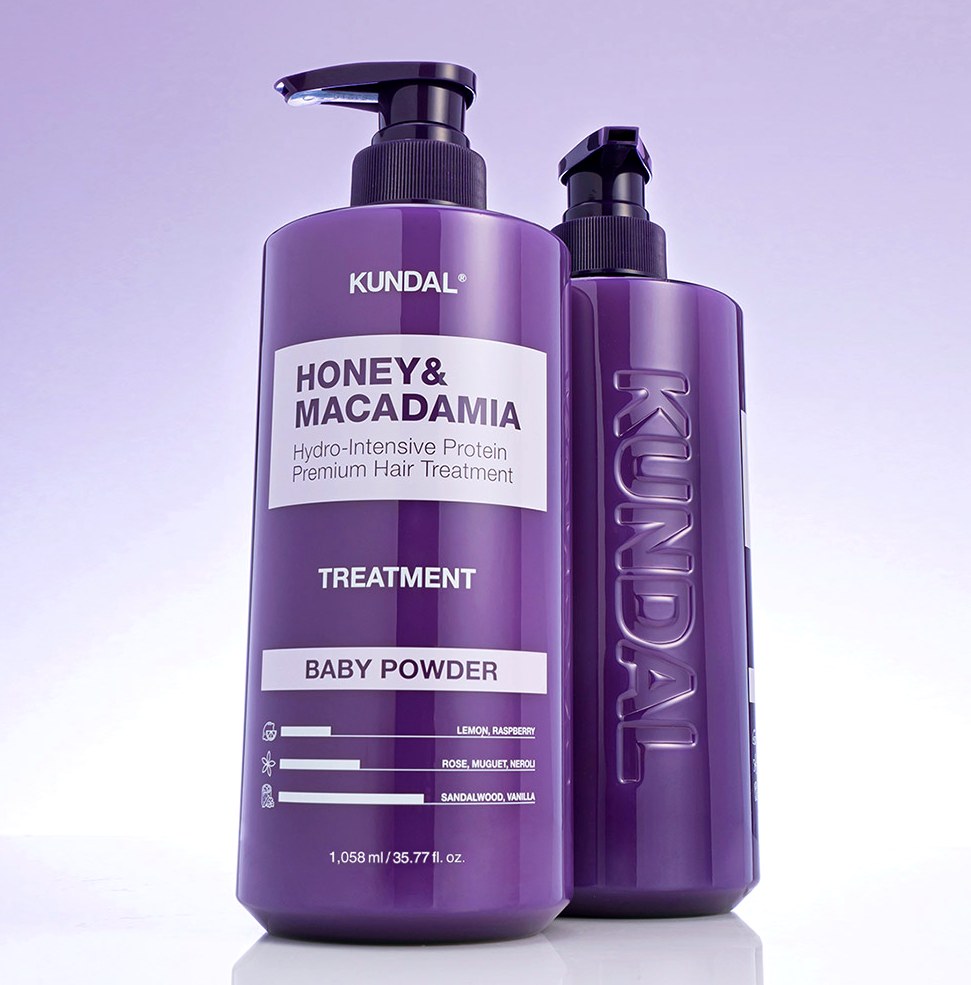 KUNDAL®
HONEY&
MACADAMIA
Hydro-Intensive Protein
Premium Hair Treatment
TREATMENT
BABY POWDER
LEMON, RASPBERRY
ROSE, MUGUET, NEROLI
SANDALWOOD, VANILLA
1,058 ml / 35.77 fl. oz.
KUNDAL